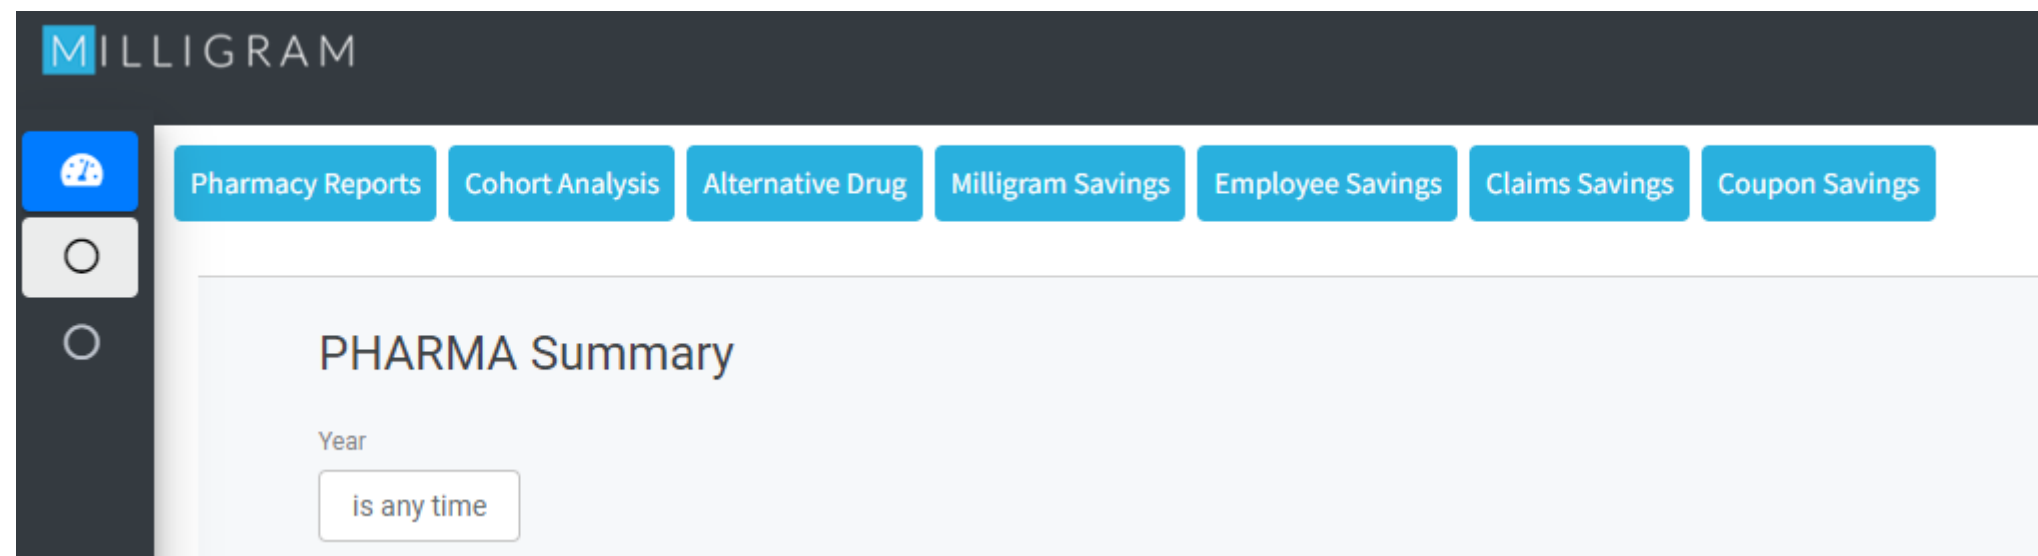 MILLIGRAM
Pharmacy Reports Cohort Analysis Alternative Drug Milligram Savings Employee Savings Claims Savings Coupon Savings
PHARMA Summary
Year
is any time